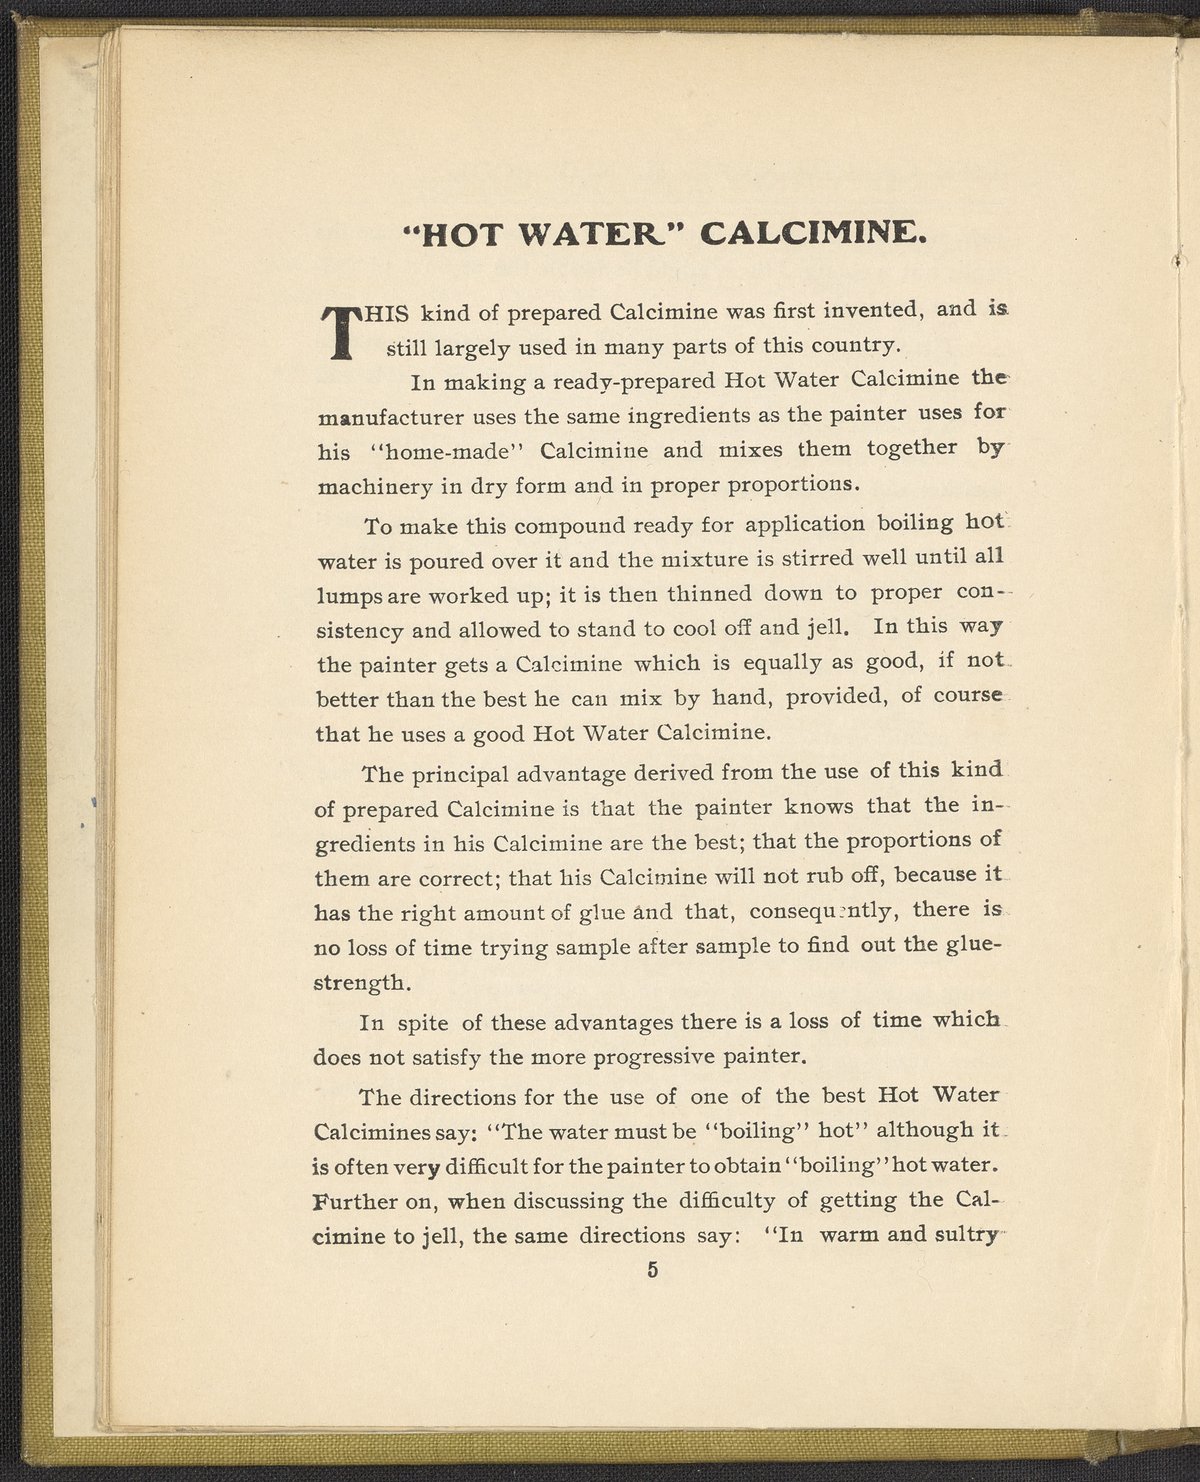 “HOT WATER” CALCIMINE.
THIS kind of prepared Calcimine was first invented, and is
still largely used in many parts of this country.
In making a ready-prepared Hot Water Calcimine the
manufacturer uses the same ingredients as the painter uses for
his “home-made” Calcimine and mixes them together by
machinery in dry form and in proper proportions.
To make this compound ready for application boiling hot
water is poured over it and the mixture is stirred well until all
lumps are worked up; it is then thinned down to proper con-
sistency and allowed to stand to cool off and jell. In this way
the painter gets a Calcimine which is equally as good, if not
better than the best he can mix by hand, provided, of course
that he uses a good Hot Water Calcimine.
The principal advantage derived from the use of this kind
of prepared Calcimine is that the painter knows that the in-
gredients in his Calcimine are the best; that the proportions of
them are correct; that his Calcimine will not rub off, because it
has the right amount of glue and that, consequently, there is
no loss of time trying sample after sample to find out the glue-
strength.
In spite of these advantages there is a loss of time which
does not satisfy the more progressive painter.
The directions for the use of one of the best Hot Water
Calcimines say: “The water must be “boiling” hot” although it
is often very difficult for the painter to obtain “boiling” hot water.
Further on, when discussing the difficulty of getting the Cal-
cimine to jell, the same directions say: “In warm and sultry
5